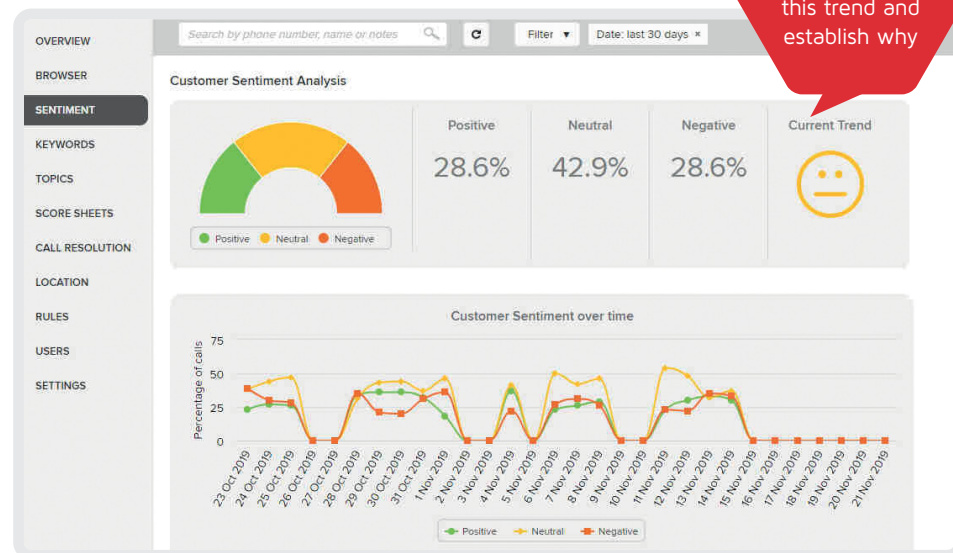 this trend and
establish why
Search by phone number, name or notes
Filter ▼
Date: last 30 days ×
OVERVIEW
BROWSER
SENTIMENT
KEYWORDS
TOPICS
SCORE SHEETS
CALL RESOLUTION
LOCATION
RULES
USERS
SETTINGS
Customer Sentiment Analysis
Positive Neutral Negative
Positive
28.6%
Neutral
42.9%
Negative
28.6%
Current Trend
Customer Sentiment over time
Percentage of calls
75
50
25
0
23 Oct 2019
24 Oct 2019
25 Oct 2019
26 Oct 2019
27 Oct 2019
28 Oct 2019
29 Oct 2019
30 Oct 2019
31 Oct 2019
1 Nov 2019
2 Nov 2019
3 Nov 2019
4 Nov 2019
5 Nov 2019
6 Nov 2019
7 Nov 2019
8 Nov 2019
9 Nov 2019
10 Nov 2019
11 Nov 2019
12 Nov 2019
13 Nov 2019
14 Nov 2019
15 Nov 2019
16 Nov 2019
17 Nov 2019
18 Nov 2019
19 Nov 2019
20 Nov 2019
21 Nov 2019
Positive Neutral Negative